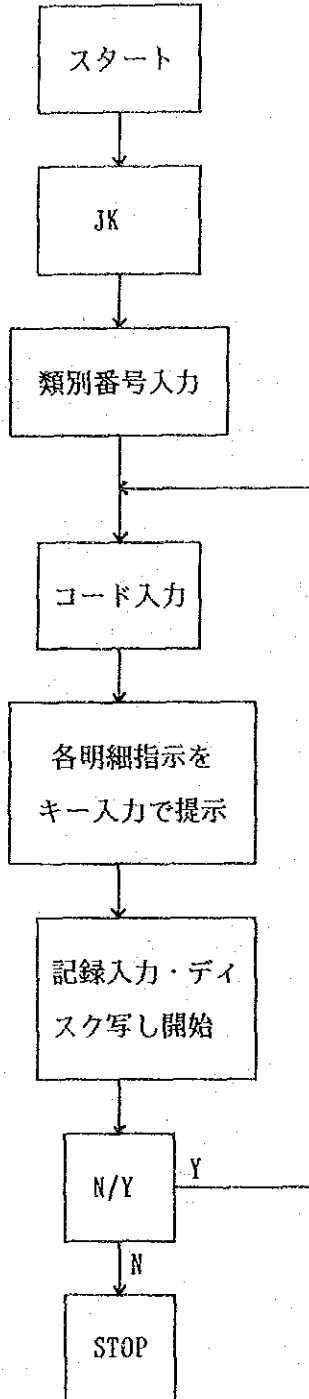 スタート
JK
類別番号入力
コード入力
各明細指示を
キー入力で提示
記録入力・ディ
スク写し開始
N/Y
Y
N
STOP